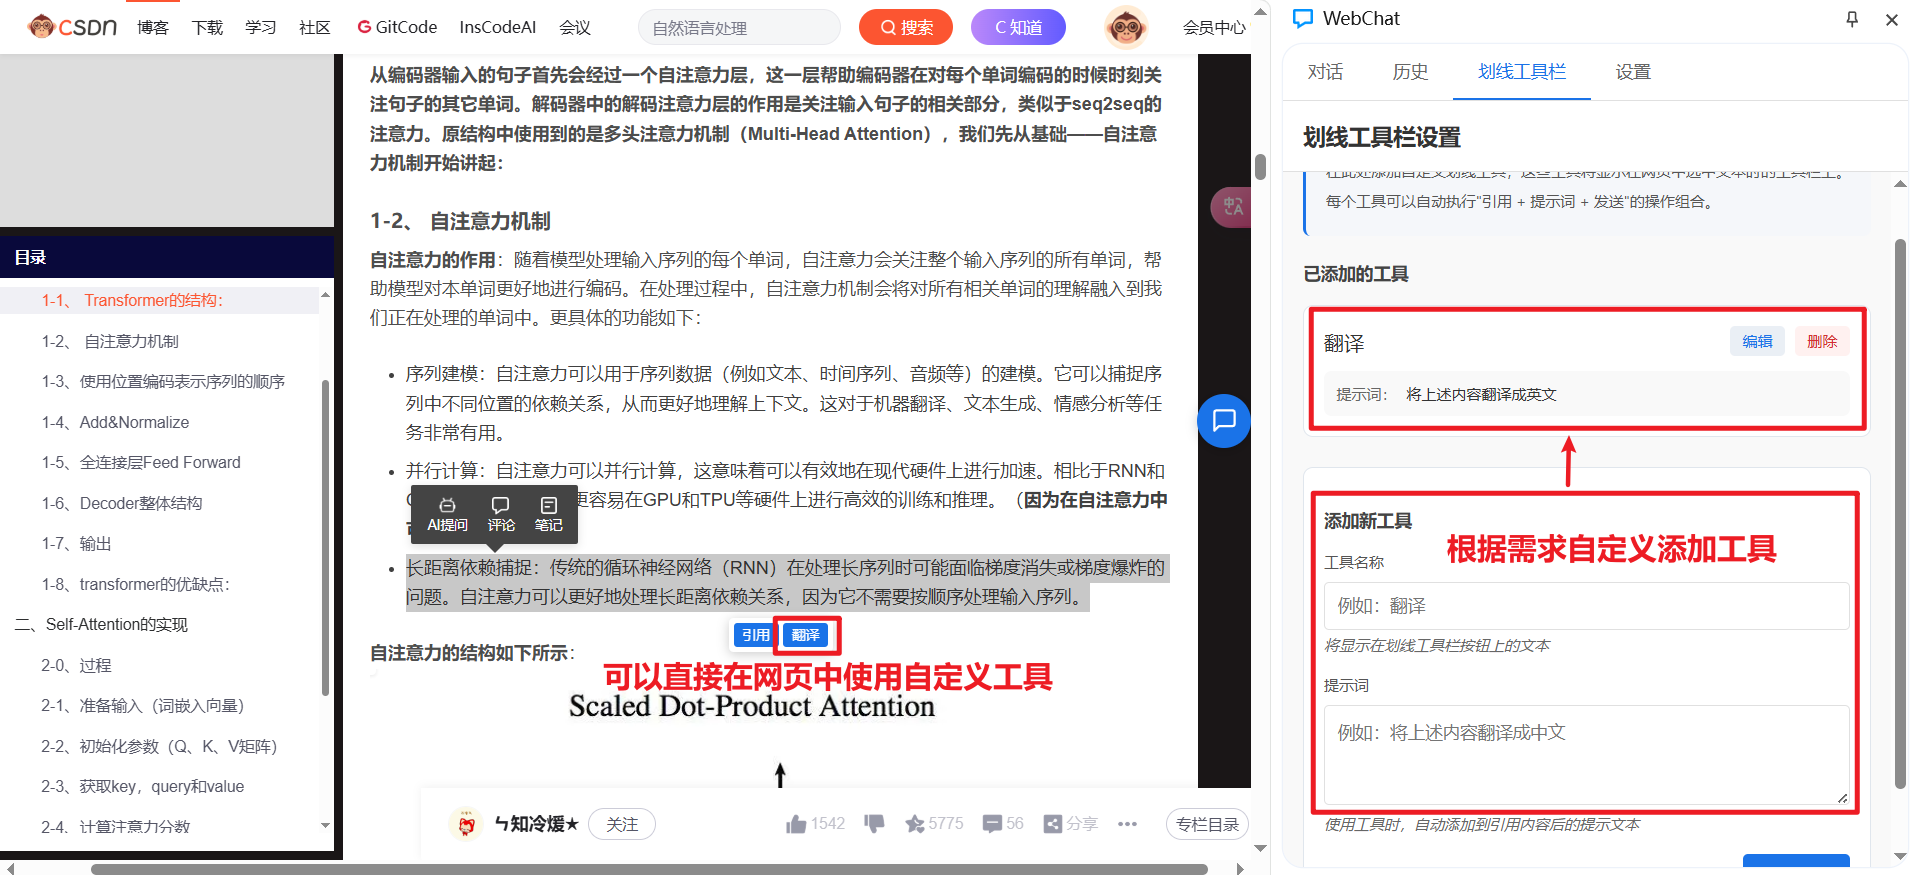 CSDN 博客 下载 学习 社区 GitCode InsCodeAI 会议 自然语言处理 搜索 C 知道 会员中心
目录
1-1、 Transformer的结构：
1-2、 自注意力机制
1-3、使用位置编码表示序列的顺序
1-4、Add&Normalize
1-5、全连接层Feed Forward
1-6、Decoder整体结构
1-7、输出
1-8、transformer的优缺点：
二、Self-Attention的实现
2-0、过程
2-1、准备输入（词嵌入向量）
2-2、初始化参数（Q、K、V矩阵）
2-3、获取key，query和value
2-4、计算注意力分数
从编码器输入的句子首先会经过一个自注意力层，这一层帮助编码器在对每个单词编码的时候时刻关
注句子的其它单词。解码器中的解码注意力层的作用是关注输入句子的相关部分，类似于seq2seq的
注意力。原结构中使用到的是多头注意力机制（Multi-Head Attention），我们先从基础——自注意
力机制开始讲起：
1-2、 自注意力机制
自注意力的作用：随着模型处理输入序列的每个单词，自注意力会关注整个输入序列的所有单词，帮
助模型对本单词更好地进行编码。在处理过程中，自注意力机制会将对所有相关单词的理解融入到我
们正在处理的单词中。更具体的功能如下：
• 序列建模：自注意力可以用于序列数据（例如文本、时间序列、音频等）的建模。它可以捕捉序
列中不同位置的依赖关系，从而更好地理解上下文。这对于机器翻译、文本生成、情感分析等任
务非常有用。
• 并行计算：自注意力可以并行计算，这意味着可以有效地在现代硬件上进行加速。相比于RNN和
更容易在GPU和TPU等硬件上进行高效的训练和推理。（因为在自注意力中
AI提问 评论 笔记
• 长距离依赖捕捉：传统的循环神经网络（RNN）在处理长序列时可能面临梯度消失或梯度爆炸的
问题。自注意力可以更好地处理长距离依赖关系，因为它不需要按顺序处理输入序列。
引用 翻译
自注意力的结构如下所示：
可以直接在网页中使用自定义工具
Scaled Dot-Product Attention
ㄣ知冷煖★ 关注 1542 5775 56 分享 ••• 专栏目录
中A
WebChat
对话 历史 划线工具栏 设置
划线工具栏设置
在此处添加自定义划线工具，这些工具将显示在网页中选中文本时的工具栏上。
每个工具可以自动执行"引用 + 提示词 + 发送"的操作组合。
已添加的工具
翻译 编辑 删除
提示词： 将上述内容翻译成英文
添加新工具
根据需求自定义添加工具
工具名称
例如：翻译
将显示在划线工具栏按钮上的文本
提示词
例如：将上述内容翻译成中文
使用工具时，自动添加到引用内容后的提示文本